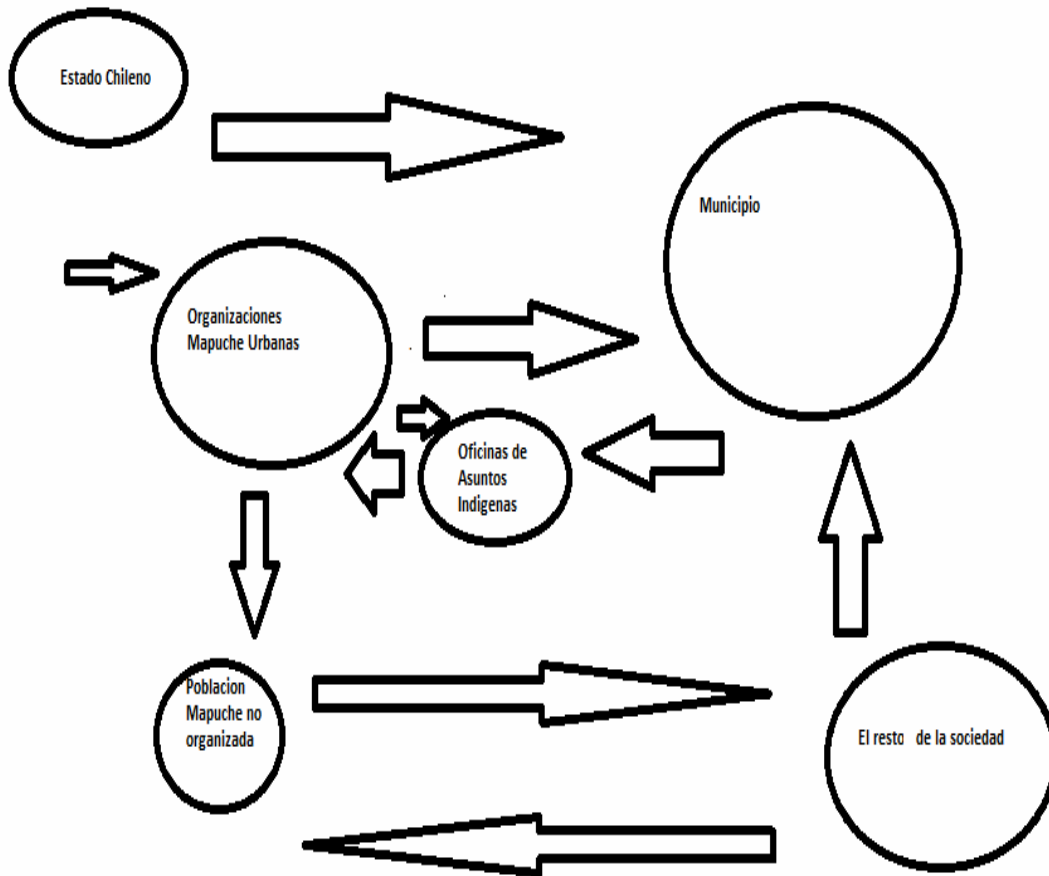 Estado Chileno
Municipio
Organizaciones
Mapuche Urbanas
Oficinas de
Asuntos
Indigenas
Poblacion
Mapuche no
organizada
El resto de la sociedad